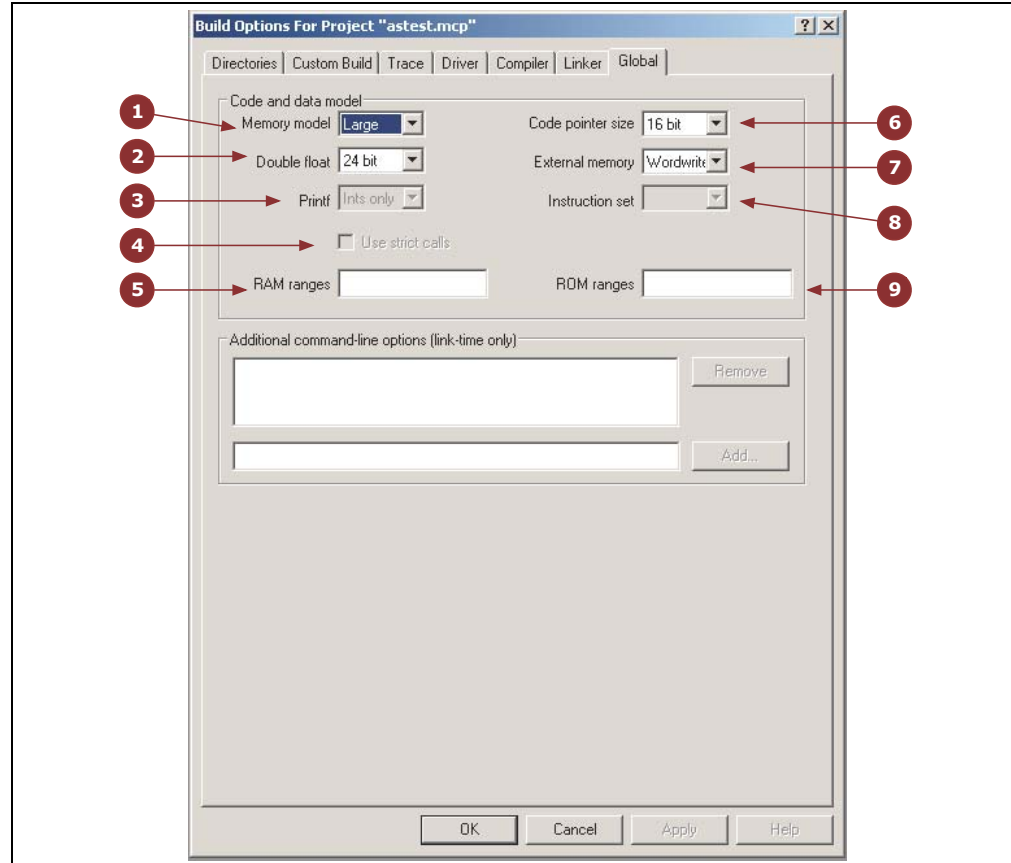 Build Options For Project "astest.mcp"
Directories Custom Build Trace Driver Compiler Linker Global
Code and data model
1 Memory model Large Code pointer size 16 bit 6
2 Double float 24 bit External memory Wordwrite 7
3 Printf Ints only Instruction set 8
4 Use strict calls
5 RAM ranges ROM ranges 9
Additional command-line options (link-time only)
Remove
Add...
OK Cancel Apply Help